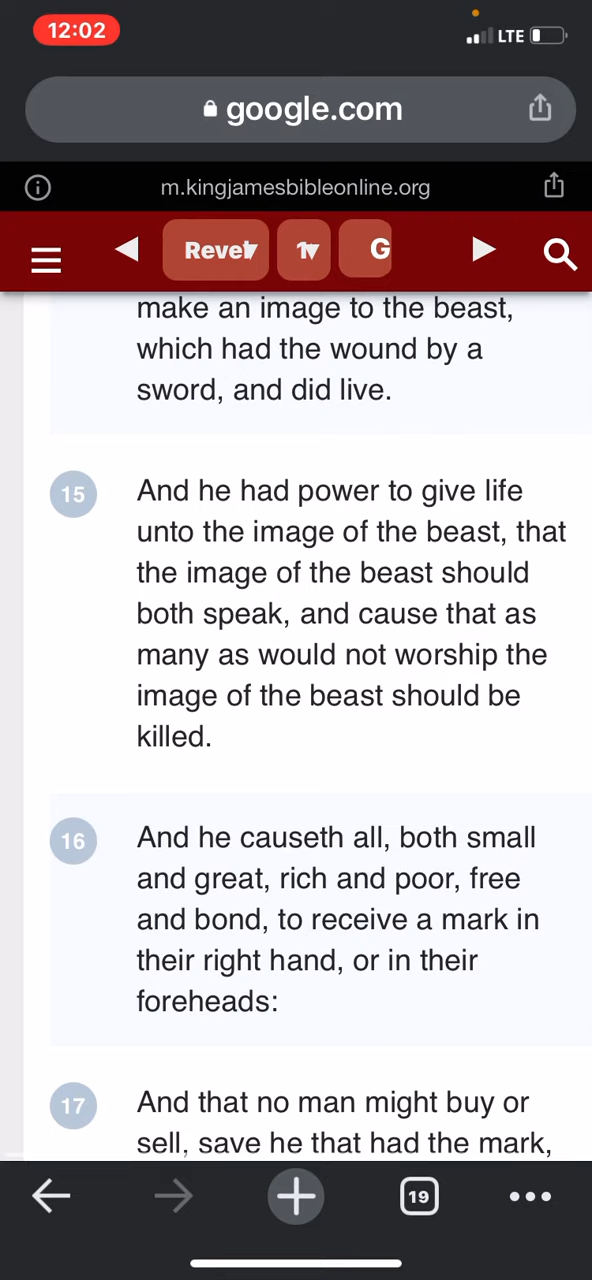 12:02
LTE
google.com
m.kingjamesbibleonline.org
Revel
1
G
make an image to the beast,
which had the wound by a
sword, and did live.
15
And he had power to give life
unto the image of the beast, that
the image of the beast should
both speak, and cause that as
many as would not worship the
image of the beast should be
killed.
16
And he causeth all, both small
and great, rich and poor, free
and bond, to receive a mark in
their right hand, or in their
foreheads:
17
And that no man might buy or
sell, save he that had the mark,
19